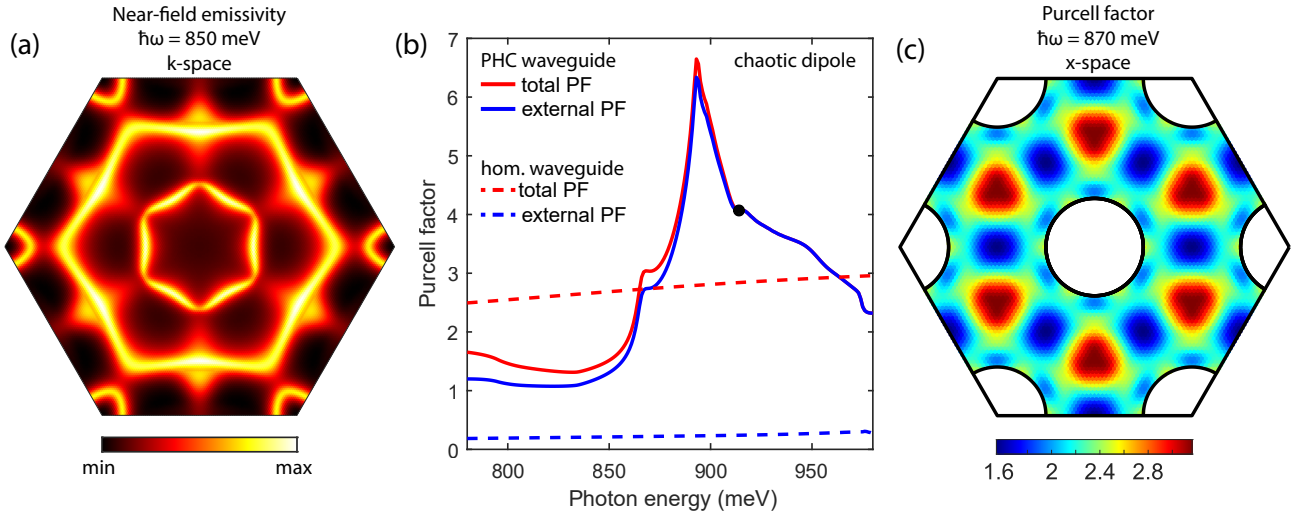 (a)
Near-field emissivity
ħω = 850 meV
k-space
min
max
(b)
7
6
5
4
3
2
1
0
Purcell factor
PHC waveguide
total PF
external PF
hom. waveguide
total PF
external PF
chaotic dipole
800
850
900
950
Photon energy (meV)
(c)
Purcell factor
ħω = 870 meV
x-space
1.6
2
2.4
2.8